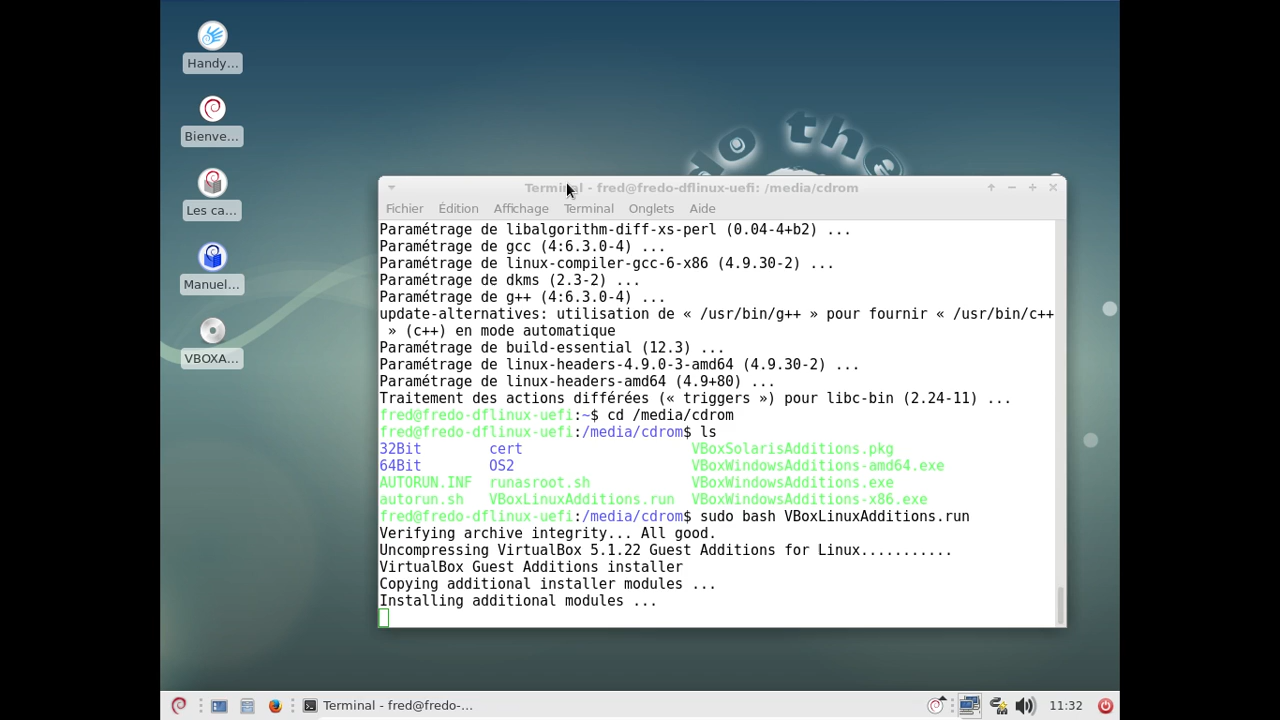 Handy...
Bienve...
Les ca...
Manuel...
VBOXA...
do the
Terminal - fred@fredo-dflinux-uefi: /media/cdrom
Fichier Édition Affichage Terminal Onglets Aide
Paramétrage de libalgorithm-diff-xs-perl (0.04-4+b2) ...
Paramétrage de gcc (4:6.3.0-4) ...
Paramétrage de linux-compiler-gcc-6-x86 (4.9.30-2) ...
Paramétrage de dkms (2.3-2) ...
Paramétrage de g++ (4:6.3.0-4) ...
update-alternatives: utilisation de « /usr/bin/g++ » pour fournir « /usr/bin/c++
 » (c++) en mode automatique
Paramétrage de build-essential (12.3) ...
Paramétrage de linux-headers-4.9.0-3-amd64 (4.9.30-2) ...
Paramétrage de linux-headers-amd64 (4.9+80) ...
Traitement des actions différées (« triggers ») pour libc-bin (2.24-11) ...
fred@fredo-dflinux-uefi:~$ cd /media/cdrom
fred@fredo-dflinux-uefi:/media/cdrom$ ls
32Bit cert VBoxSolarisAdditions.pkg
64Bit OS2 VBoxWindowsAdditions-amd64.exe
AUTORUN.INF runasroot.sh VBoxWindowsAdditions.exe
autorun.sh VBoxLinuxAdditions.run VBoxWindowsAdditions-x86.exe
fred@fredo-dflinux-uefi:/media/cdrom$ sudo bash VBoxLinuxAdditions.run
Verifying archive integrity... All good.
Uncompressing VirtualBox 5.1.22 Guest Additions for Linux...........
VirtualBox Guest Additions installer
Copying additional installer modules ...
Installing additional modules ...
Terminal - fred@fredo-...
11:32